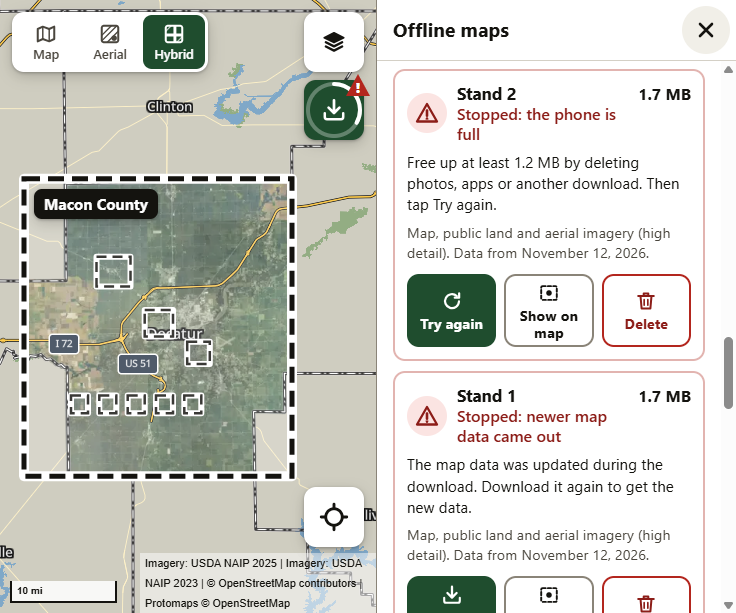 Map
Aerial
Hybrid
Clinton
Macon County
Decatur
I 72
US 51
10 mi
Imagery: USDA NAIP 2025 | Imagery: USDA
NAIP 2023 | © OpenStreetMap contributors
Protomaps © OpenStreetMap
Offline maps
Stand 2
1.7 MB
Stopped: the phone is
full
Free up at least 1.2 MB by deleting
photos, apps or another download. Then
tap Try again.
Map, public land and aerial imagery (high
detail). Data from November 12, 2026.
Try again
Show on
map
Delete
Stand 1
1.7 MB
Stopped: newer map
data came out
The map data was updated during the
download. Download it again to get the
new data.
Map, public land and aerial imagery (high
detail). Data from November 12, 2026.